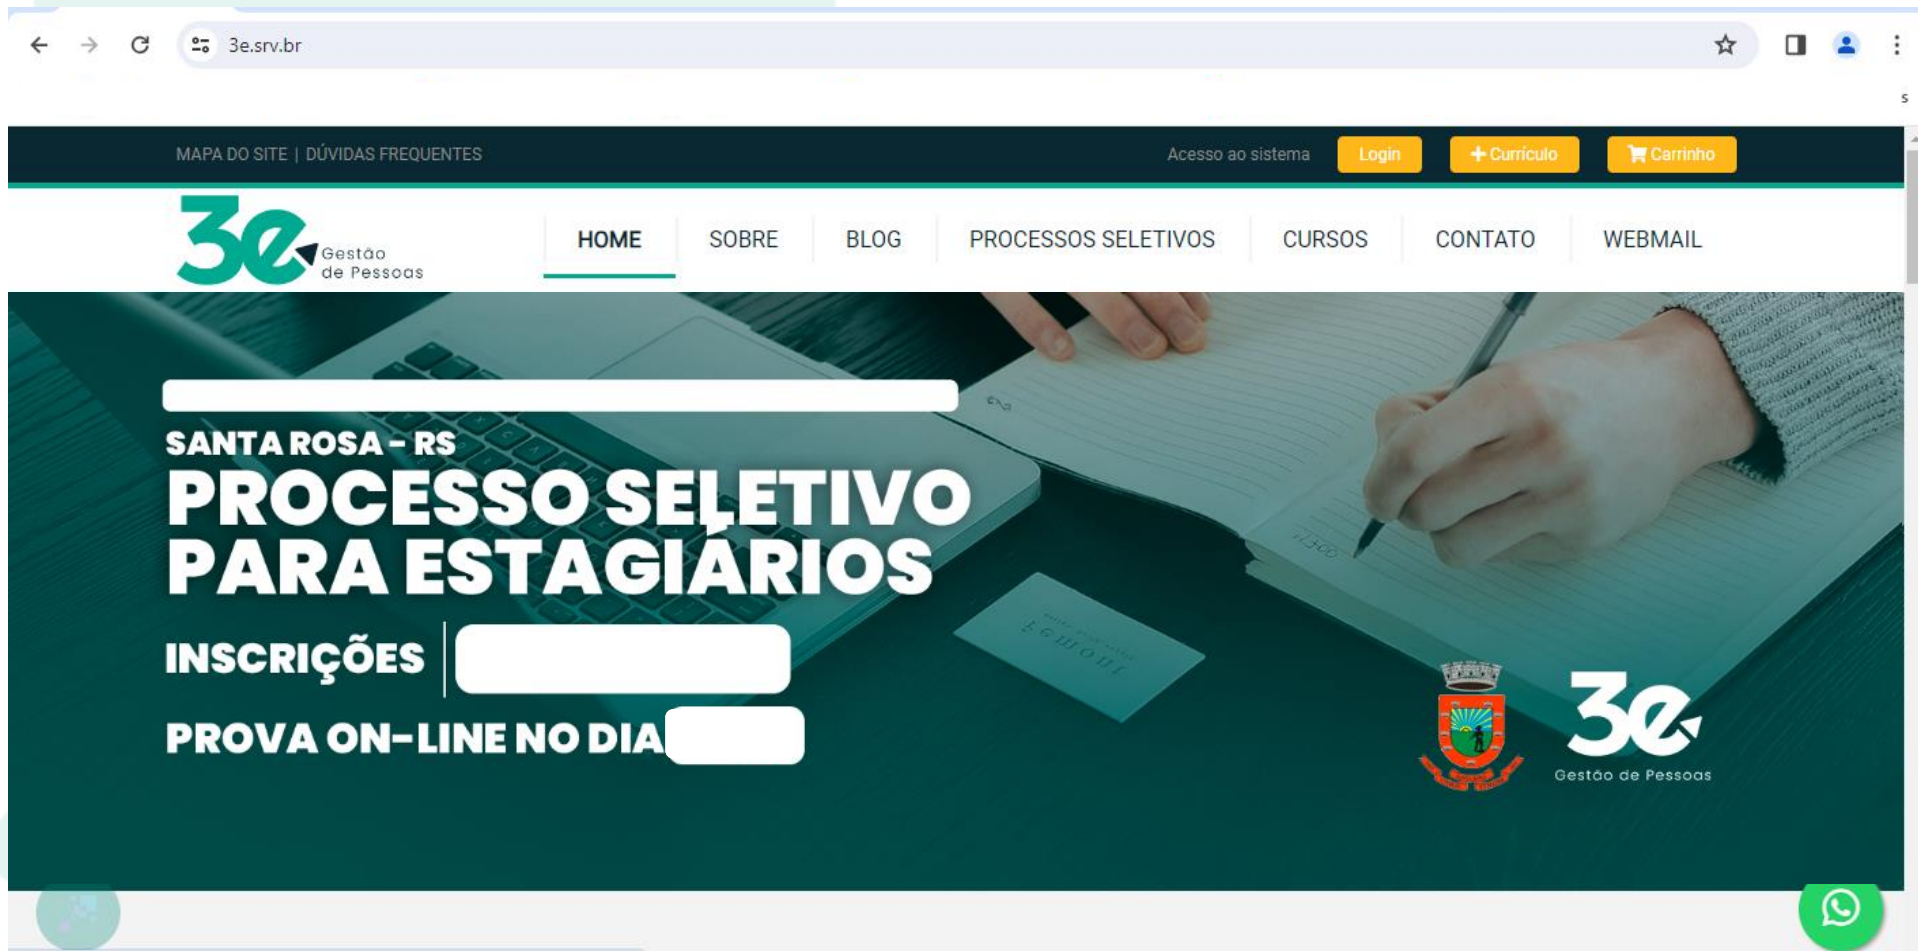 3e.srv.br
s
MAPA DO SITE | DÚVIDAS FREQUENTES
Acesso ao sistema
Login
+ Currículo
Carrinho
3e Gestão
de Pessoas
HOME
SOBRE
BLOG
PROCESSOS SELETIVOS
CURSOS
CONTATO
WEBMAIL
SANTA ROSA - RS
PROCESSO SELETIVO
PARA ESTAGIÁRIOS
INSCRIÇÕES
PROVA ON-LINE NO DIA
3e
Gestão de Pessoas